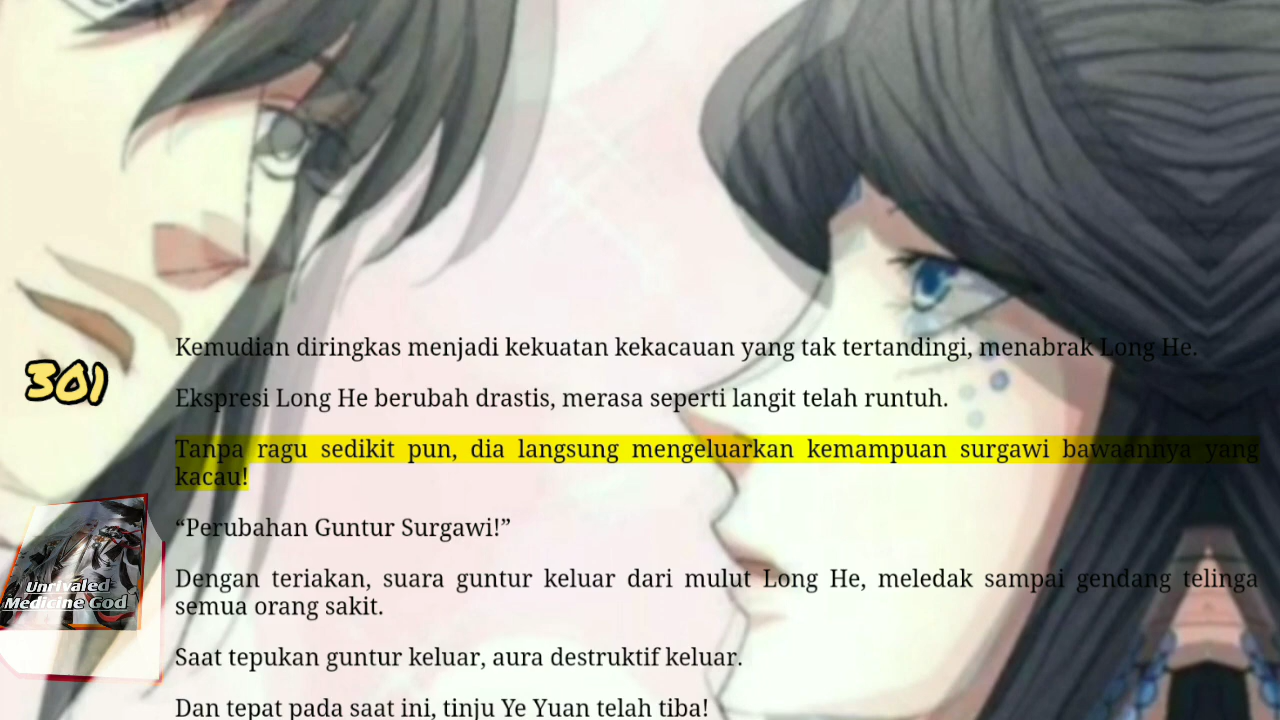 Kemudian diringkas menjadi kekuatan kekacauan yang tak tertandingi, menabrak Long He.
301
Ekspresi Long He berubah drastis, merasa seperti langit telah runtuh.
Tanpa ragu sedikit pun, dia langsung mengeluarkan kemampuan surgawi bawaannya yang
kacau!
“Perubahan Guntur Surgawi!”
Dengan teriakan, suara guntur keluar dari mulut Long He, meledak sampai gendang telinga
semua orang sakit.
Unrivaled
Medicine God
Saat tepukan guntur keluar, aura destruktif keluar.
Dan tepat pada saat ini, tinju Ye Yuan telah tiba!